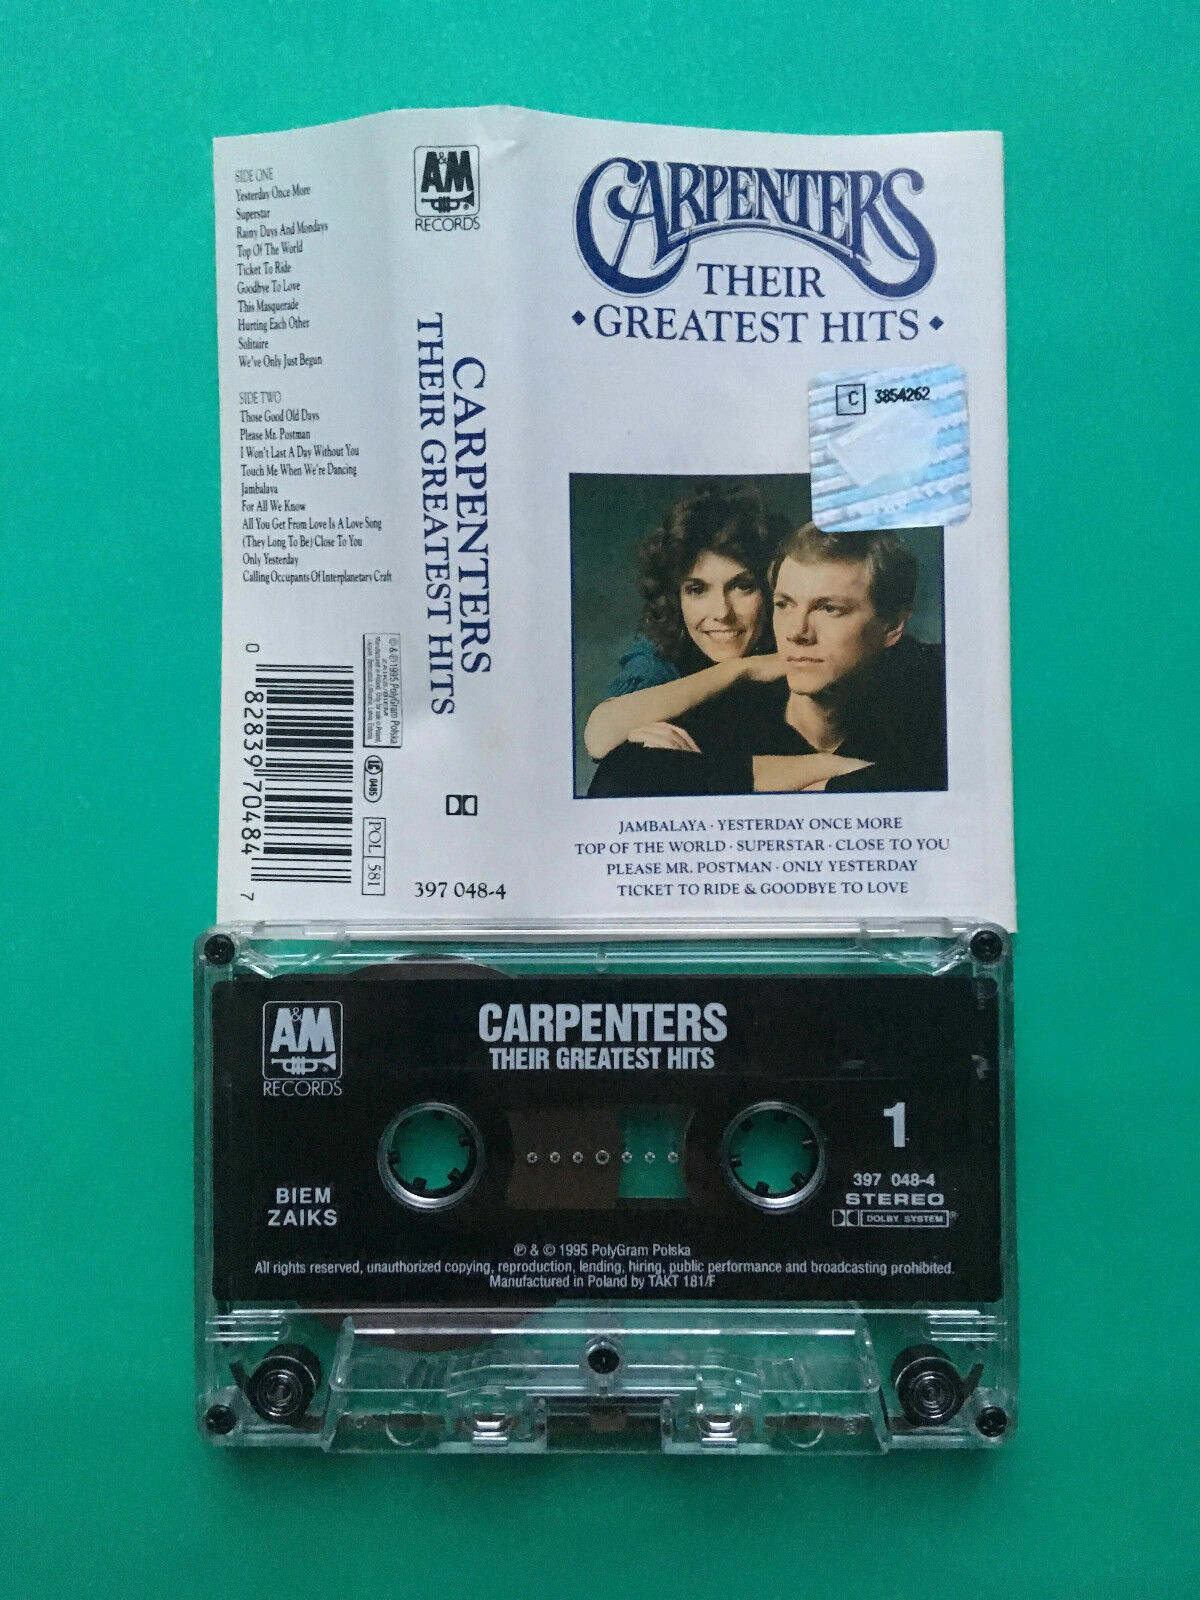 SIDE ONE
Yesterday Once More
Superstar
Rainy Days And Mondays
Top Of The World
Ticket To Ride
Goodbye To Love
This Masquerade
Hurting Each Other
Solitaire
We've Only Just Begun
SIDE TWO
Those Good Old Days
Please Mr. Postman
I Won't Last A Day Without You
Touch Me When We're Dancing
Jambalaya
For All We Know
All You Get From Love Is A Love Song
(They Long To Be) Close To You
Only Yesterday
Calling Occupants Of Interplanetary Craft
0 82839 70484 7
℗ & © 1995 PolyGram Polska
ZAIKS/BIEM
LC 0485
POL 581
A&M
RECORDS
CARPENTERS
THEIR GREATEST HITS
397 048-4
CARPENTERS
THEIR
GREATEST HITS
C 3854262
JAMBALAYA · YESTERDAY ONCE MORE
TOP OF THE WORLD · SUPERSTAR · CLOSE TO YOU
PLEASE MR. POSTMAN · ONLY YESTERDAY
TICKET TO RIDE & GOODBYE TO LOVE
A&M
RECORDS
CARPENTERS
THEIR GREATEST HITS
1
397 048-4
STEREO
DOLBY SYSTEM®
BIEM
ZAIKS
℗ & © 1995 PolyGram Polska
All rights reserved, unauthorized copying, reproduction, lending, hiring, public performance and broadcasting prohibited.
Manufactured in Poland by TAKT 181/F